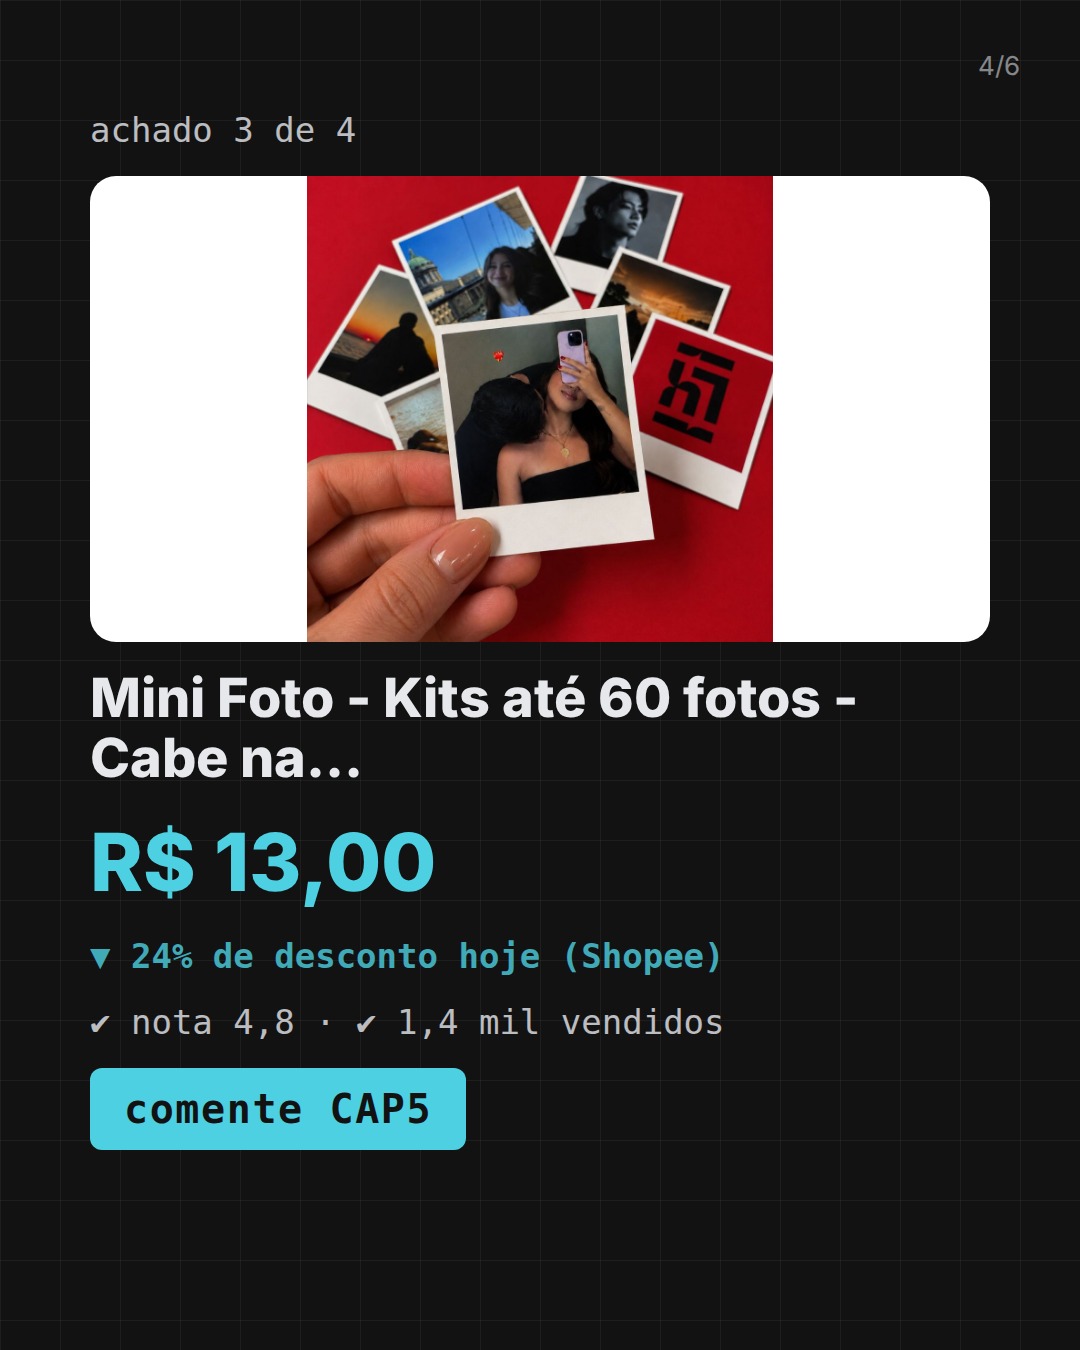 4/6
achado 3 de 4
Mini Foto - Kits até 60 fotos -
Cabe na...
R$ 13,00
▼ 24% de desconto hoje (Shopee)
✔ nota 4,8 · ✔ 1,4 mil vendidos
comente CAP5